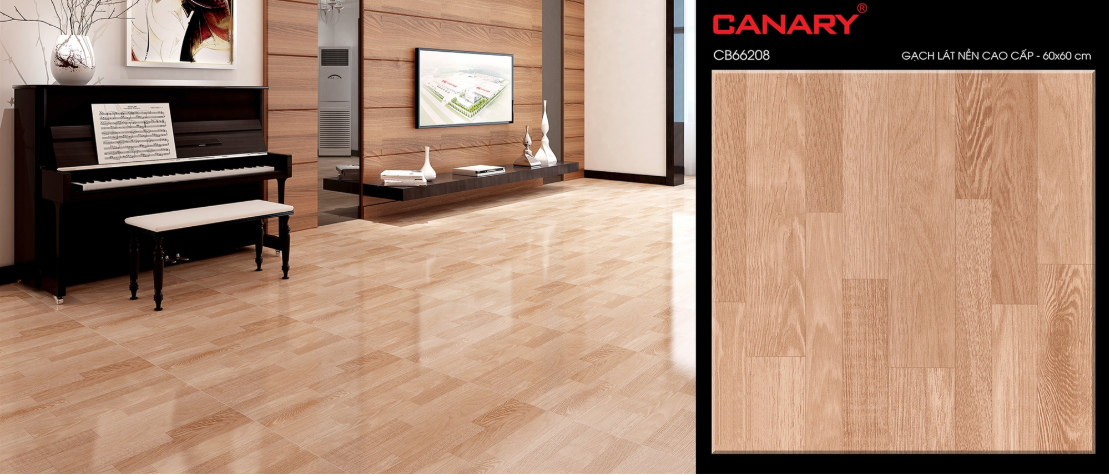 CANARY®
CB66208
GẠCH LÁT NỀN CAO CẤP - 60x60 cm